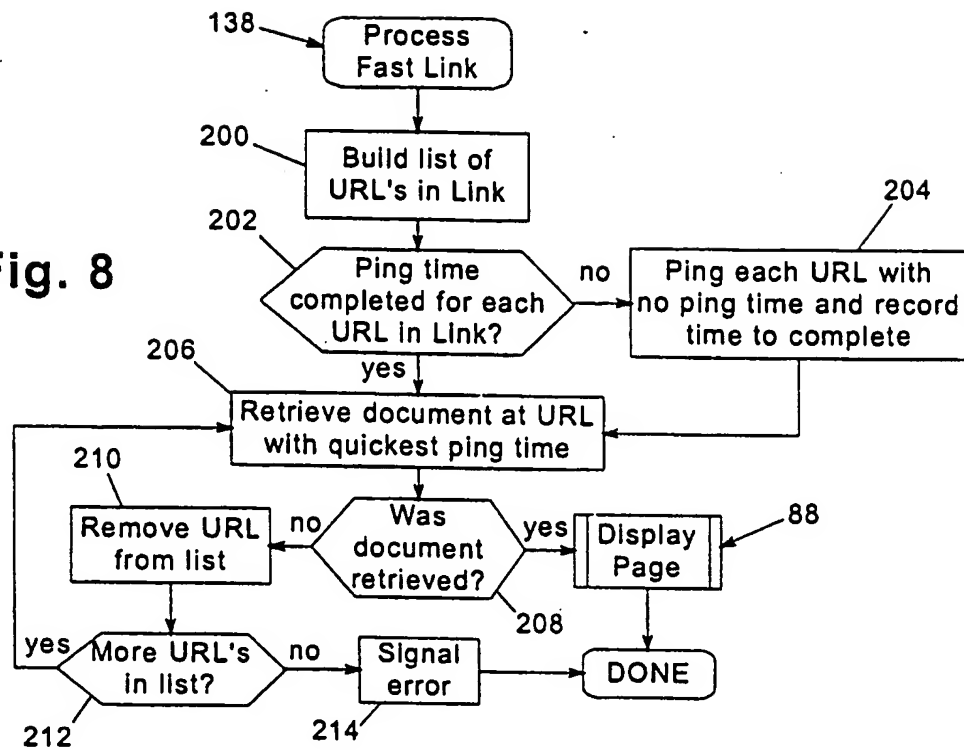 138
Process
Fast Link
200
Build list of
URL's in Link
202
204
Fig. 8
Ping time
completed for each
URL in Link?
no
Ping each URL with
no ping time and record
time to complete
206
yes
Retrieve document at URL
with quickest ping time
210
Remove URL
from list
no
Was
document
retrieved?
yes
Display
Page
88
208
yes
More URL's
in list?
no
Signal
error
DONE
212
214